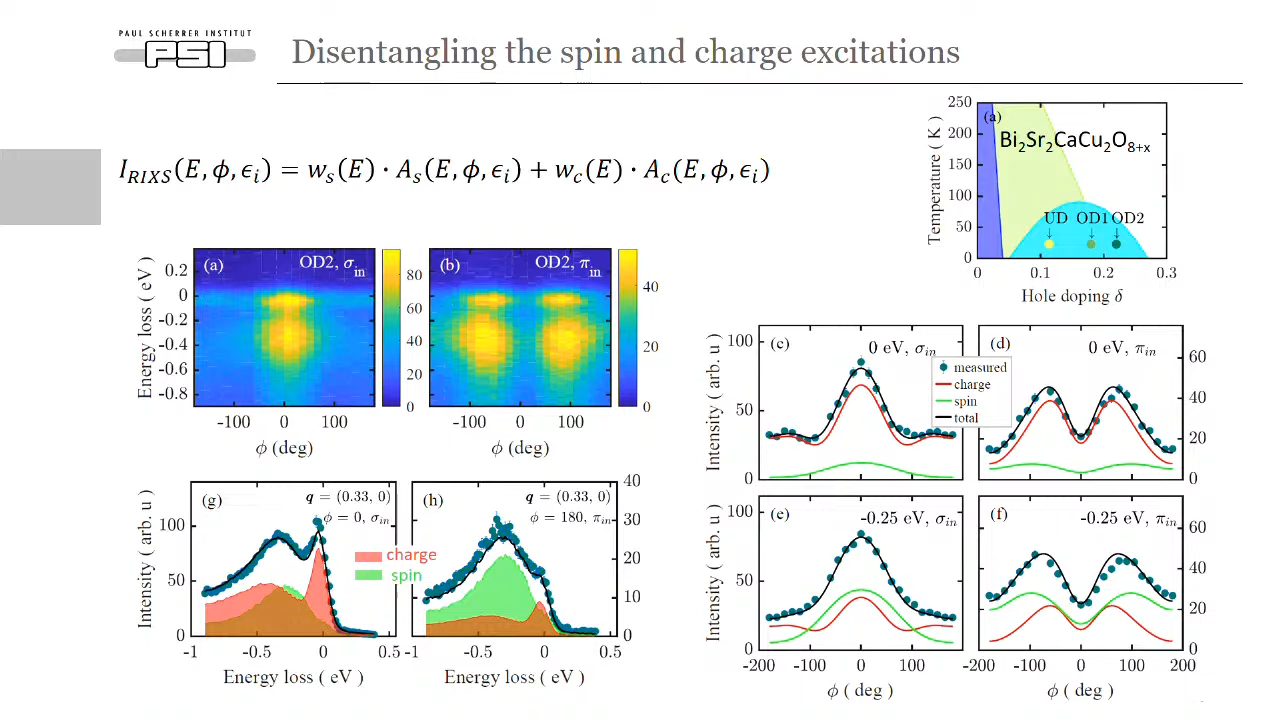 PAUL SCHERRER INSTITUT
PSI
Disentangling the spin and charge excitations
I_RIXS(E, ϕ, ϵ_i) = w_s(E) · A_s(E, ϕ, ϵ_i) + w_c(E) · A_c(E, ϕ, ϵ_i)
250
200
150
100
50
0
Temperature ( K )
(a)
Bi2Sr2CaCu2O8+x
UD OD1 OD2
0 0.1 0.2 0.3
Hole doping δ
(a) OD2, σin
0.2
0
-0.2
-0.4
-0.6
-0.8
Energy loss ( eV )
-100 0 100
ϕ (deg)
80
60
40
20
0
(b) OD2, πin
-100 0 100
ϕ (deg)
40
20
0
(c) 0 eV, σin
100
50
0
Intensity ( arb. u )
measured
charge
spin
total
(d) 0 eV, πin
60
40
20
0
(e) -0.25 eV, σin
100
50
0
Intensity ( arb. u )
-200 -100 0 100
ϕ ( deg )
(f) -0.25 eV, πin
60
40
20
0
-200 -100 0 100 200
ϕ ( deg )
(g) q = (0.33, 0)
ϕ = 0, σin
100
50
0
Intensity ( arb. u )
-1 -0.5 0 0.5
Energy loss ( eV )
charge
spin
(h) q = (0.33, 0)
ϕ = 180, πin
40
30
20
10
0
-0.5 0 0.5
Energy loss ( eV )